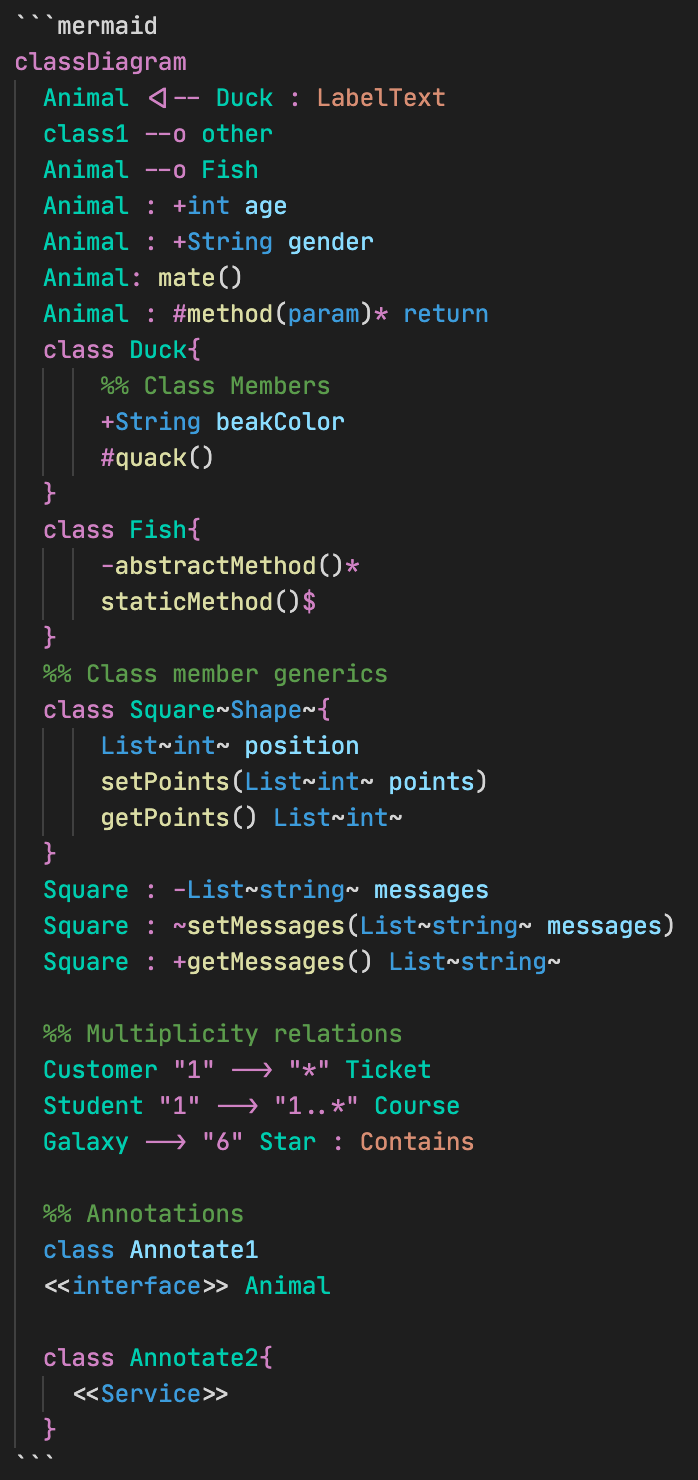 ```mermaid
classDiagram
  Animal <|-- Duck : LabelText
  class1 --o other
  Animal --o Fish
  Animal : +int age
  Animal : +String gender
  Animal: mate()
  Animal : #method(param)* return
  class Duck{
      %% Class Members
      +String beakColor
      #quack()
  }
  class Fish{
      -abstractMethod()*
      staticMethod()$
  }
  %% Class member generics
  class Square~Shape~{
      List~int~ position
      setPoints(List~int~ points)
      getPoints() List~int~
  }
  Square : -List~string~ messages
  Square : ~setMessages(List~string~ messages)
  Square : +getMessages() List~string~

  %% Multiplicity relations
  Customer "1" --> "*" Ticket
  Student "1" --> "1..*" Course
  Galaxy --> "6" Star : Contains

  %% Annotations
  class Annotate1
  <<interface>> Animal

  class Annotate2{
    <<Service>>
  }
```